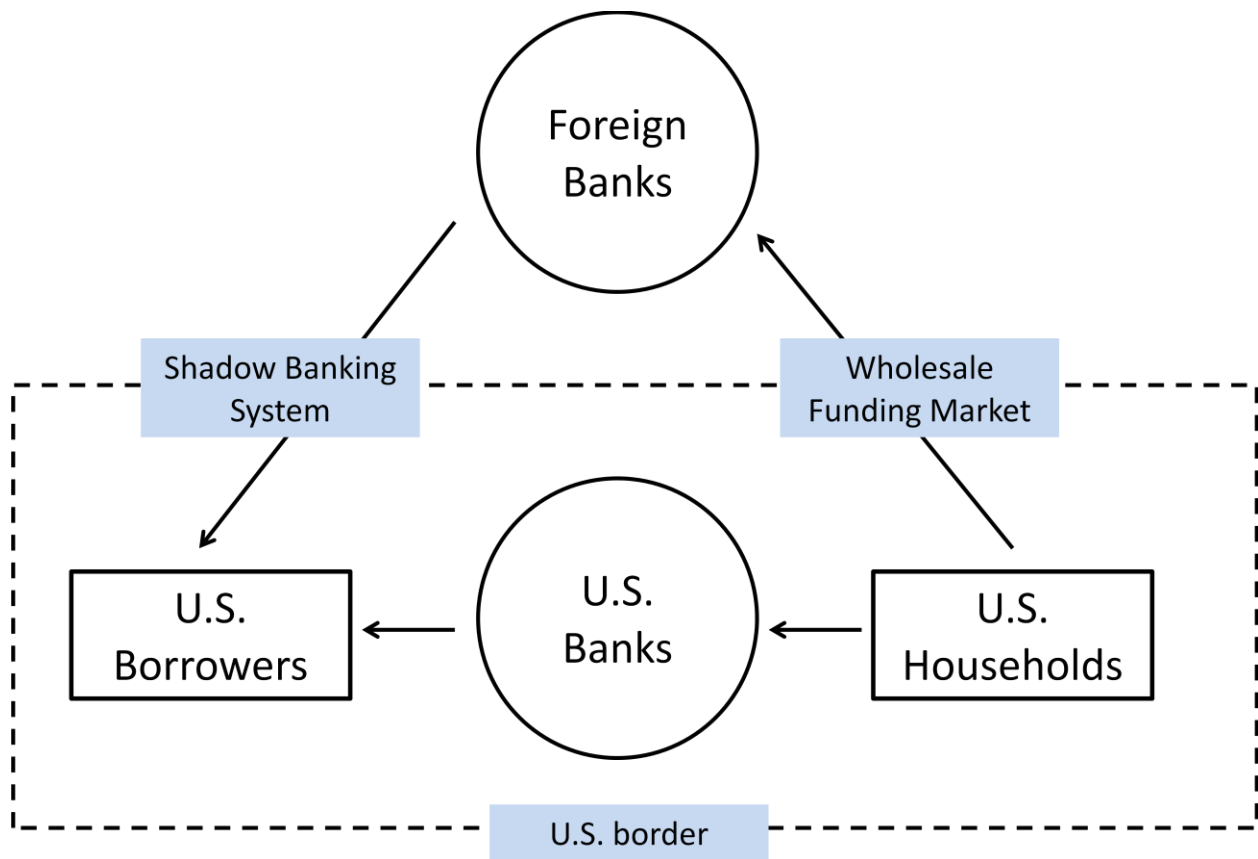 Foreign
Banks
Shadow Banking
System
Wholesale
Funding Market
U.S.
Borrowers
U.S.
Banks
U.S.
Households
U.S. border